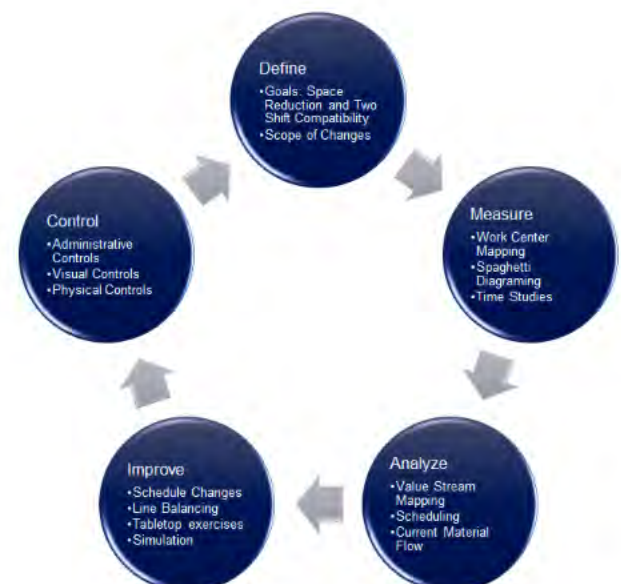 Define
•Goals: Space
Reduction and Two
Shift Compatibility
•Scope of Changes
Measure
•Work Center
Mapping
•Spaghetti
Diagraming
•Time Studies
Analyze
•Value Stream
Mapping
•Scheduling
•Current Material
Flow
Improve
•Schedule Changes
•Line Balancing
•Tabletop exercises
•Simulation
Control
•Administrative
Controls
•Visual Controls
•Physical Controls